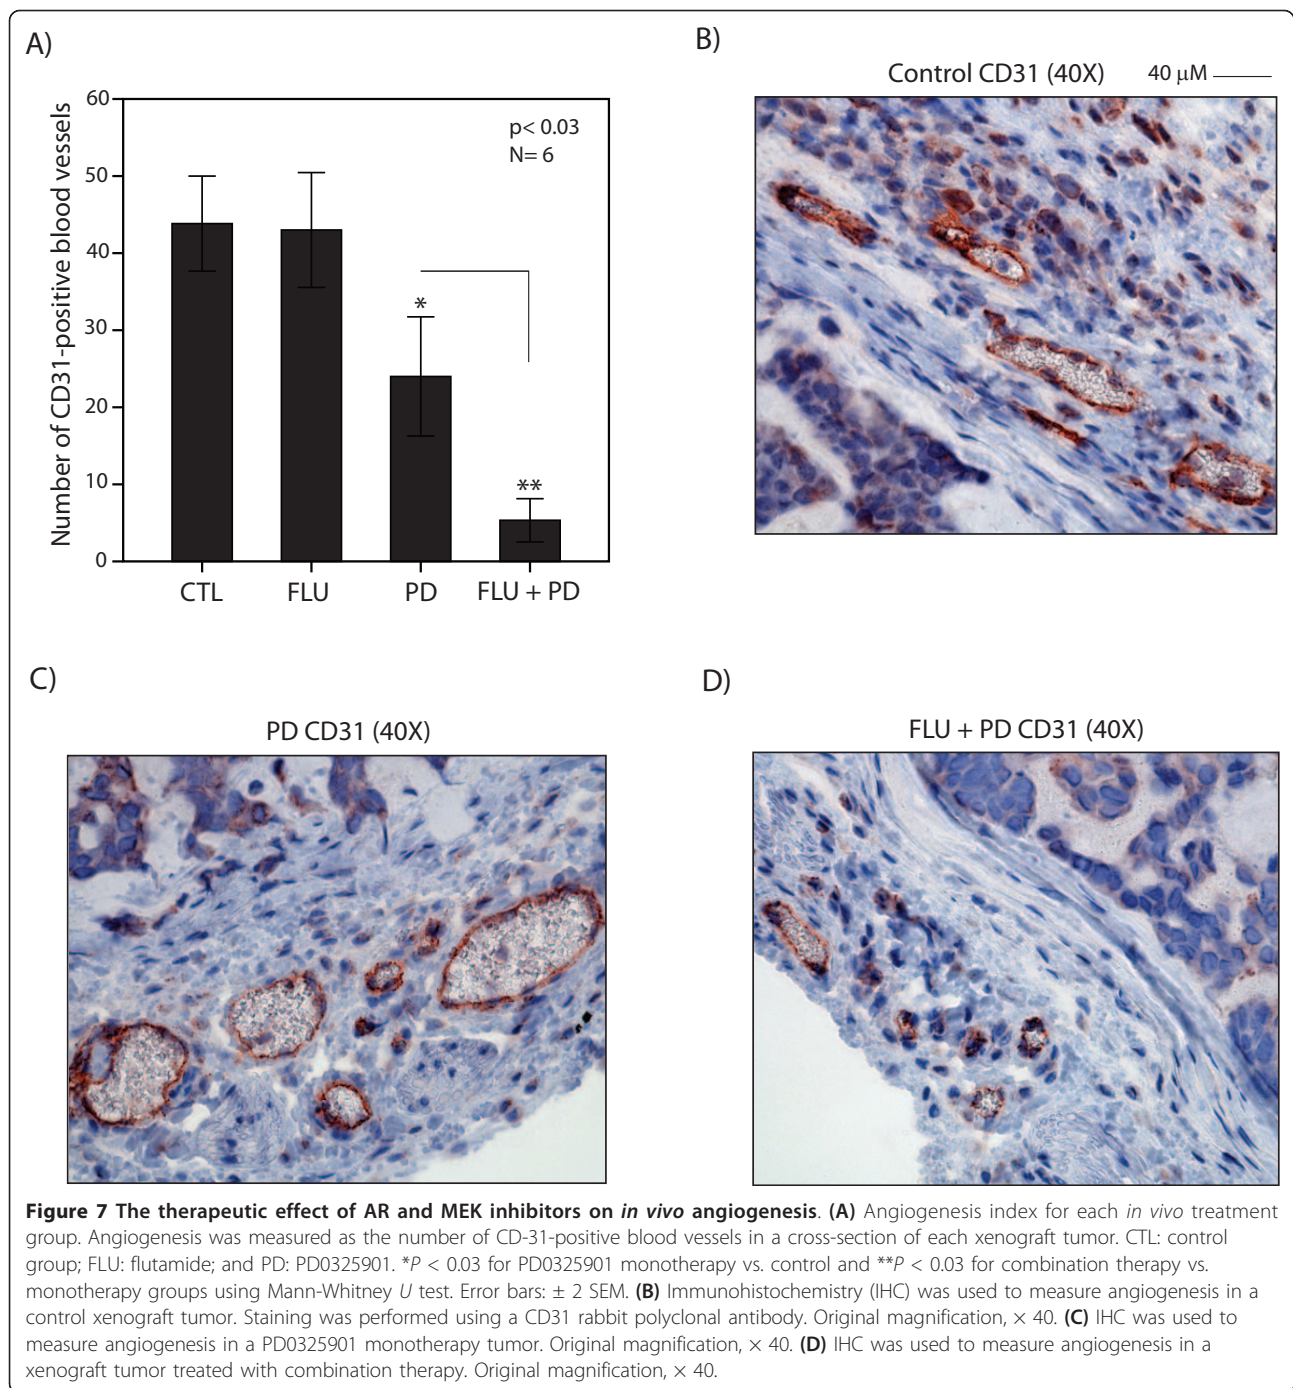 A)
60
50
40
30
20
10
0
Number of CD31-positive blood vessels
p< 0.03
N= 6
*
**
CTL
FLU
PD
FLU + PD
B)
Control CD31 (40X)
40 µM
C)
PD CD31 (40X)
D)
FLU + PD CD31 (40X)
Figure 7 The therapeutic effect of AR and MEK inhibitors on in vivo angiogenesis. (A) Angiogenesis index for each in vivo treatment
group. Angiogenesis was measured as the number of CD-31-positive blood vessels in a cross-section of each xenograft tumor. CTL: control
group; FLU: flutamide; and PD: PD0325901. *P < 0.03 for PD0325901 monotherapy vs. control and **P < 0.03 for combination therapy vs.
monotherapy groups using Mann-Whitney U test. Error bars: ± 2 SEM. (B) Immunohistochemistry (IHC) was used to measure angiogenesis in a
control xenograft tumor. Staining was performed using a CD31 rabbit polyclonal antibody. Original magnification, × 40. (C) IHC was used to
measure angiogenesis in a PD0325901 monotherapy tumor. Original magnification, × 40. (D) IHC was used to measure angiogenesis in a
xenograft tumor treated with combination therapy. Original magnification, × 40.